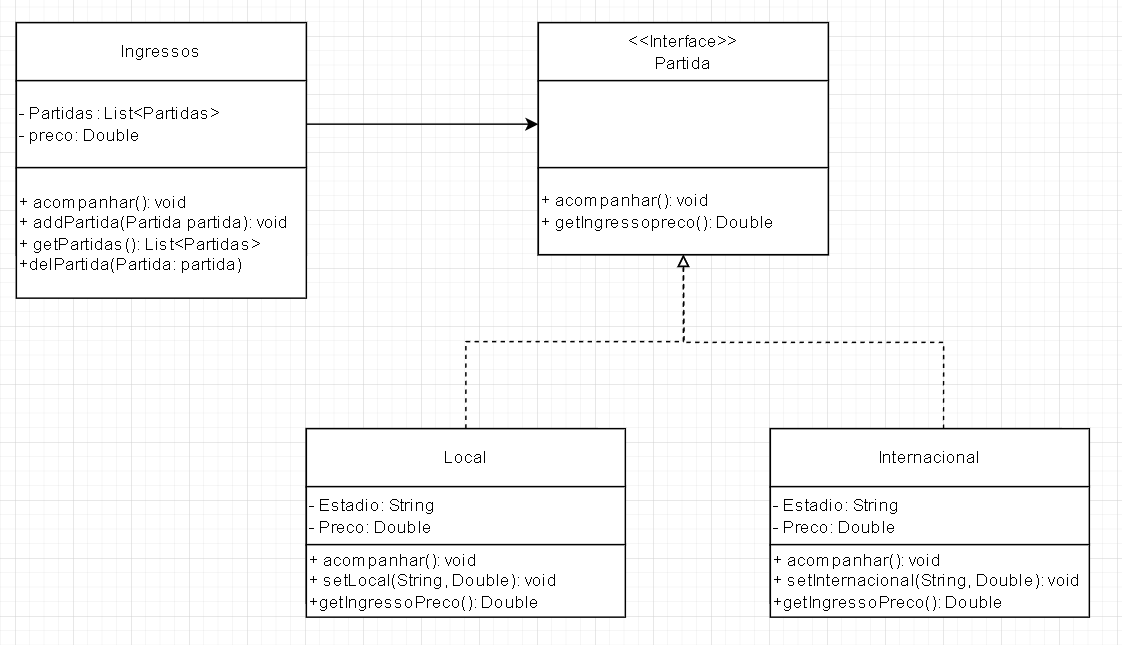 Ingressos
- Partidas : List<Partidas>
- preco: Double
+ acompanhar(): void
+ addPartida(Partida partida): void
+ getPartidas(): List<Partidas>
+delPartida(Partida: partida)
<<Interface>>
Partida
+ acompanhar(): void
+ getIngressopreco(): Double
Local
- Estadio: String
- Preco: Double
+ acompanhar(): void
+ setLocal(String, Double): void
+getIngressoPreco(): Double
Internacional
- Estadio: String
- Preco: Double
+ acompanhar(): void
+ setInternacional(String, Double): void
+getIngressoPreco(): Double